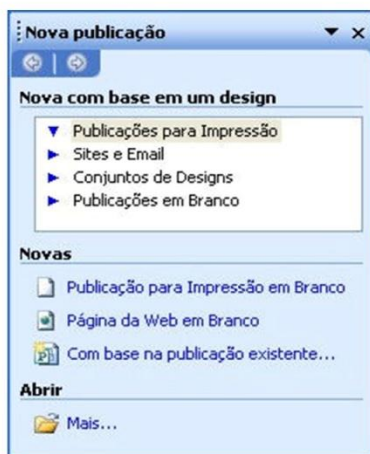 Nova publicação
Nova com base em um design
Publicações para Impressão
Sites e Email
Conjuntos de Designs
Publicações em Branco
Novas
Publicação para Impressão em Branco
Página da Web em Branco
Com base na publicação existente...
Abrir
Mais...